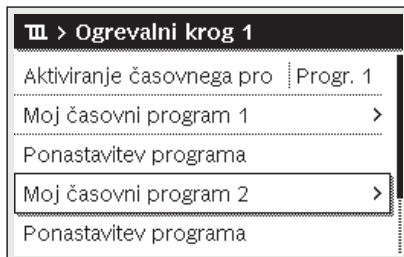 > Ogrevalni krog 1
Aktiviranje časovnega pro Progr. 1
Moj časovni program 1 >
Ponastavitev programa
Moj časovni program 2 >
Ponastavitev programa